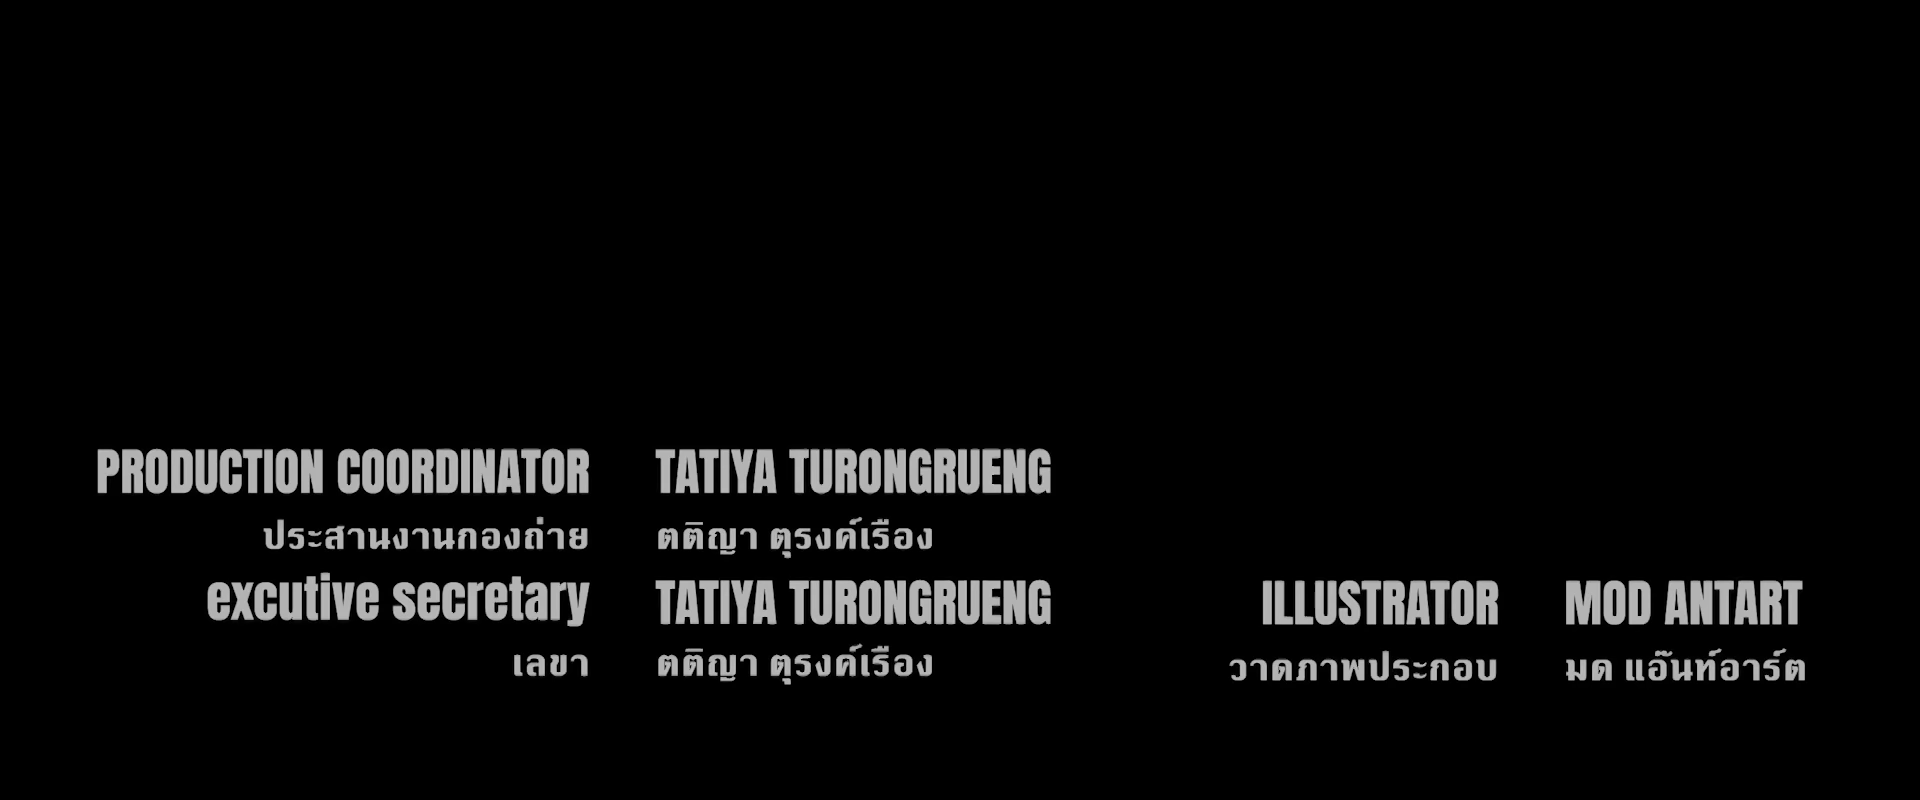 PRODUCTION COORDINATOR TATIYA TURONGRUENG
ประสานงานกองถ่าย ตติญา ตุรงค์เรือง
excutive secretary TATIYA TURONGRUENG
เลขา ตติญา ตุรงค์เรือง
ILLUSTRATOR MOD ANTART
วาดภาพประกอบ มด แอ๊นท์อาร์ต